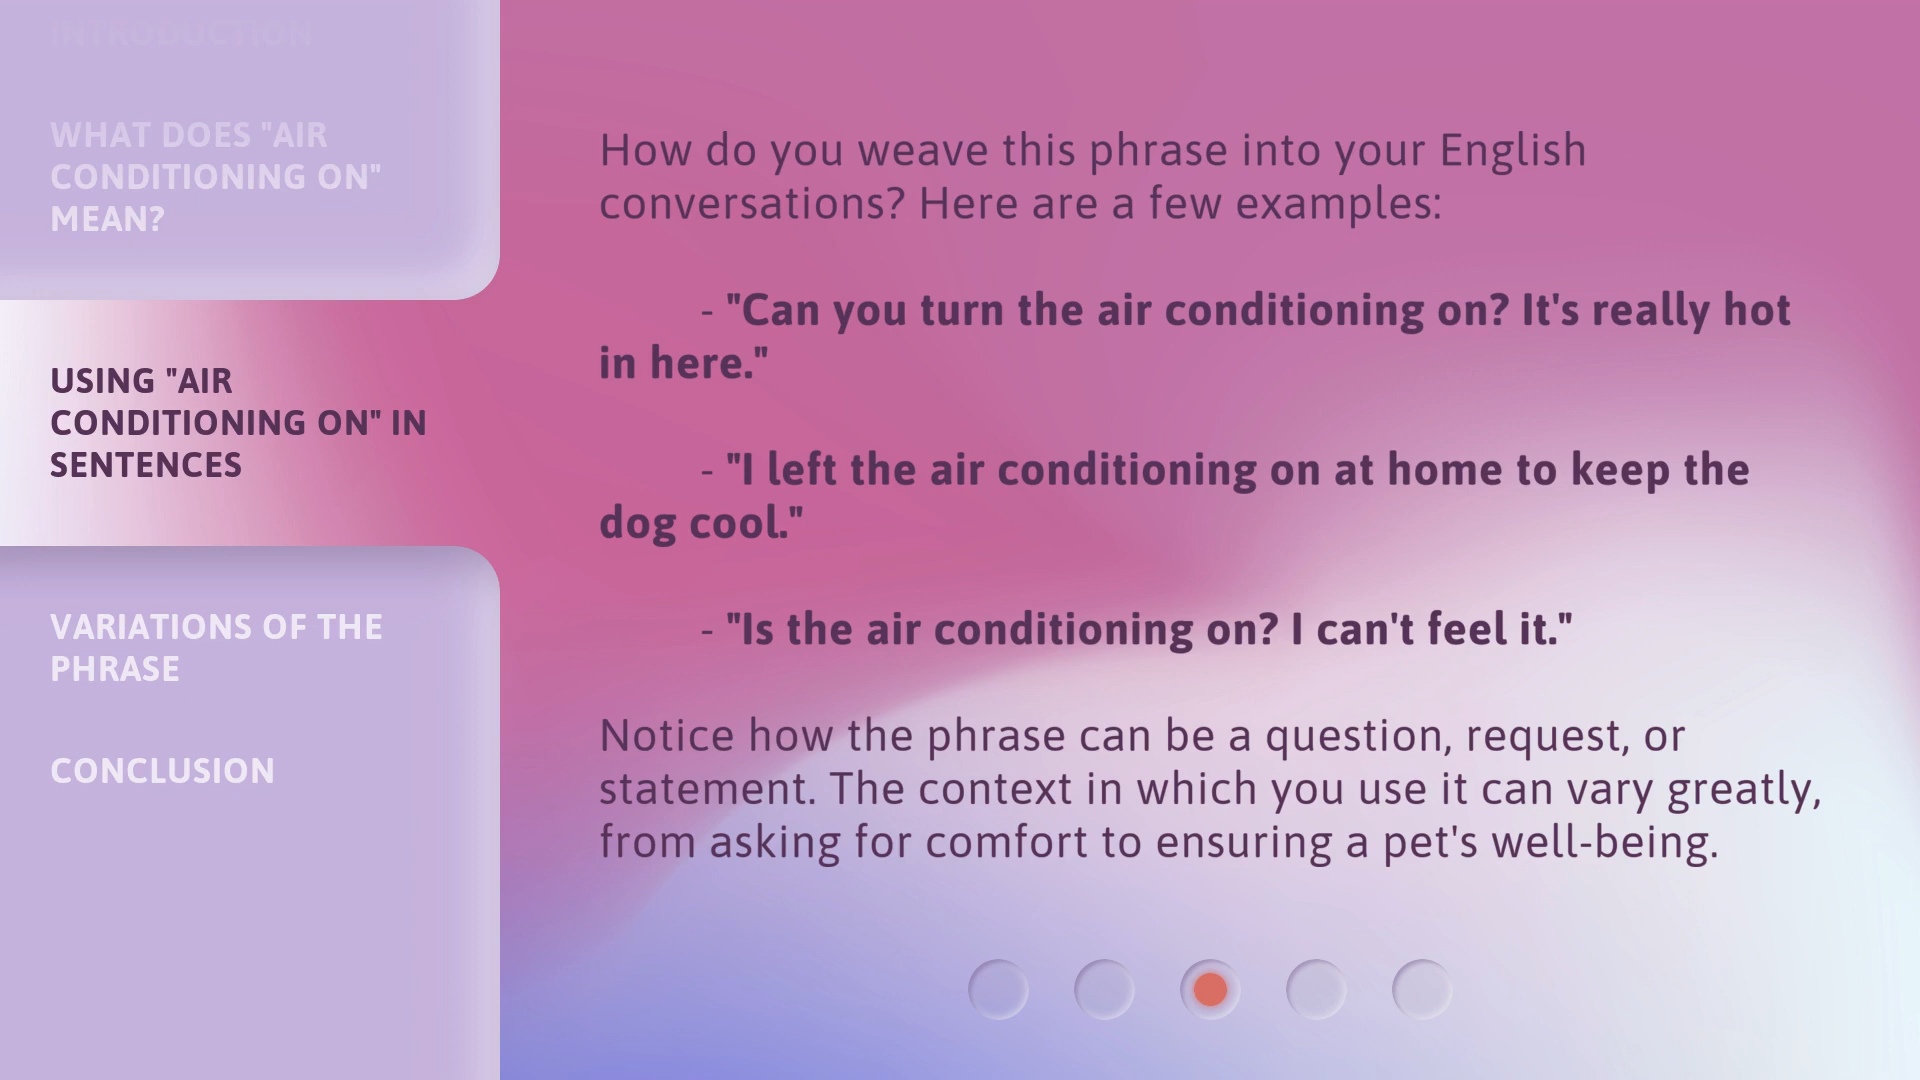 INTRODUCTION
WHAT DOES "AIR
CONDITIONING ON"
MEAN?
USING "AIR
CONDITIONING ON" IN
SENTENCES
VARIATIONS OF THE
PHRASE
CONCLUSION
How do you weave this phrase into your English
conversations? Here are a few examples:
- "Can you turn the air conditioning on? It's really hot
in here."
- "I left the air conditioning on at home to keep the
dog cool."
- "Is the air conditioning on? I can't feel it."
Notice how the phrase can be a question, request, or
statement. The context in which you use it can vary greatly,
from asking for comfort to ensuring a pet's well-being.